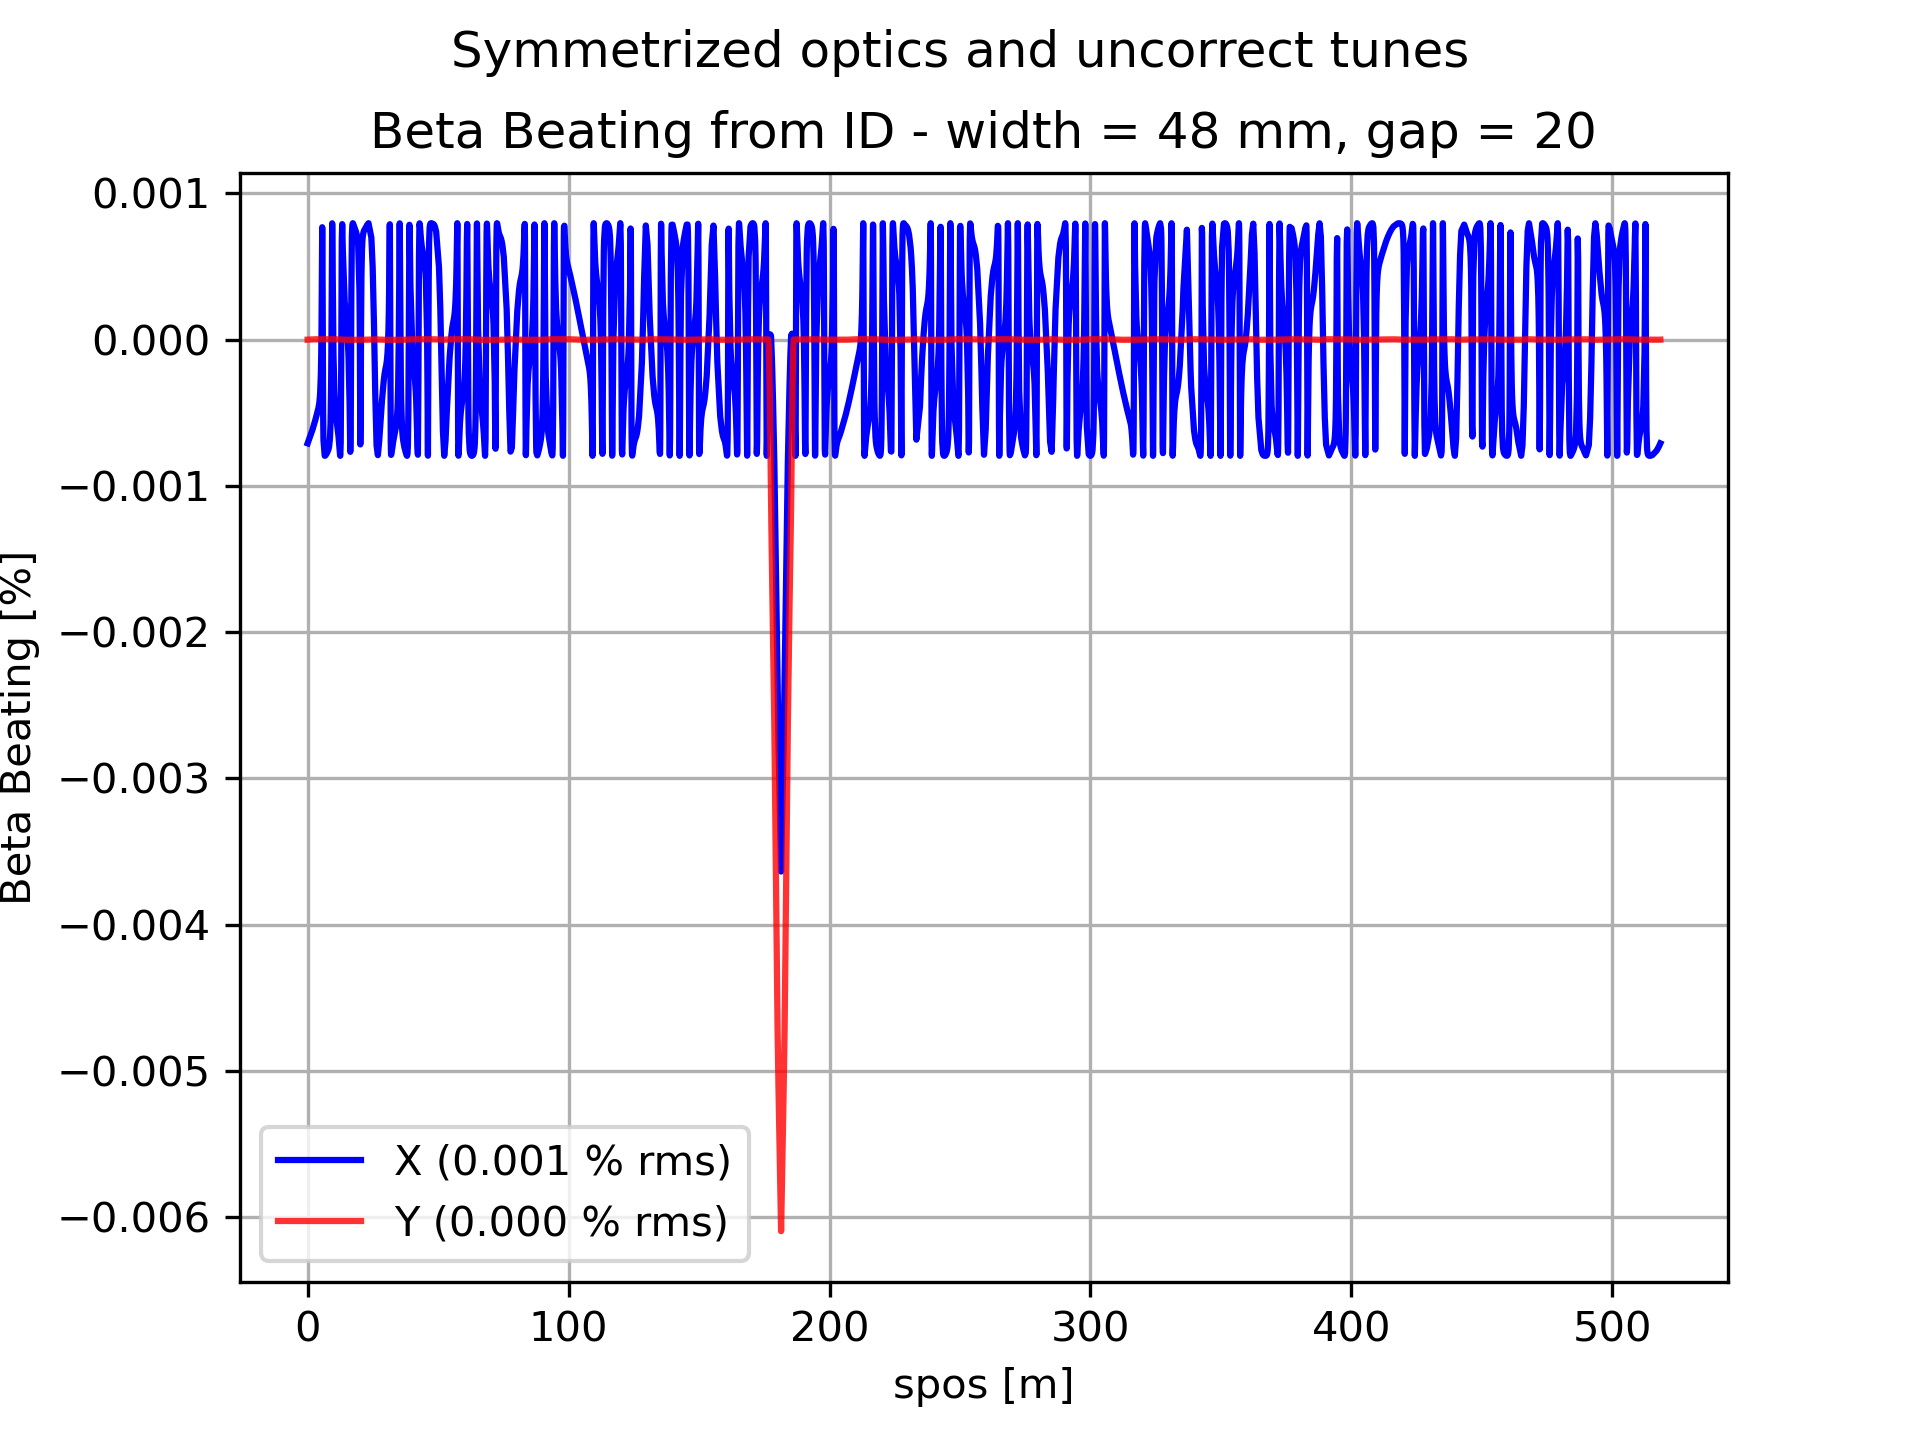 Symmetrized optics and uncorrect tunes
Beta Beating from ID - width = 48 mm, gap = 20
0.001
0.000
−0.001
−0.002
−0.003
−0.004
−0.005
−0.006
Beta Beating [%]
X (0.001 % rms)
Y (0.000 % rms)
0 100 200 300 400 500
spos [m]